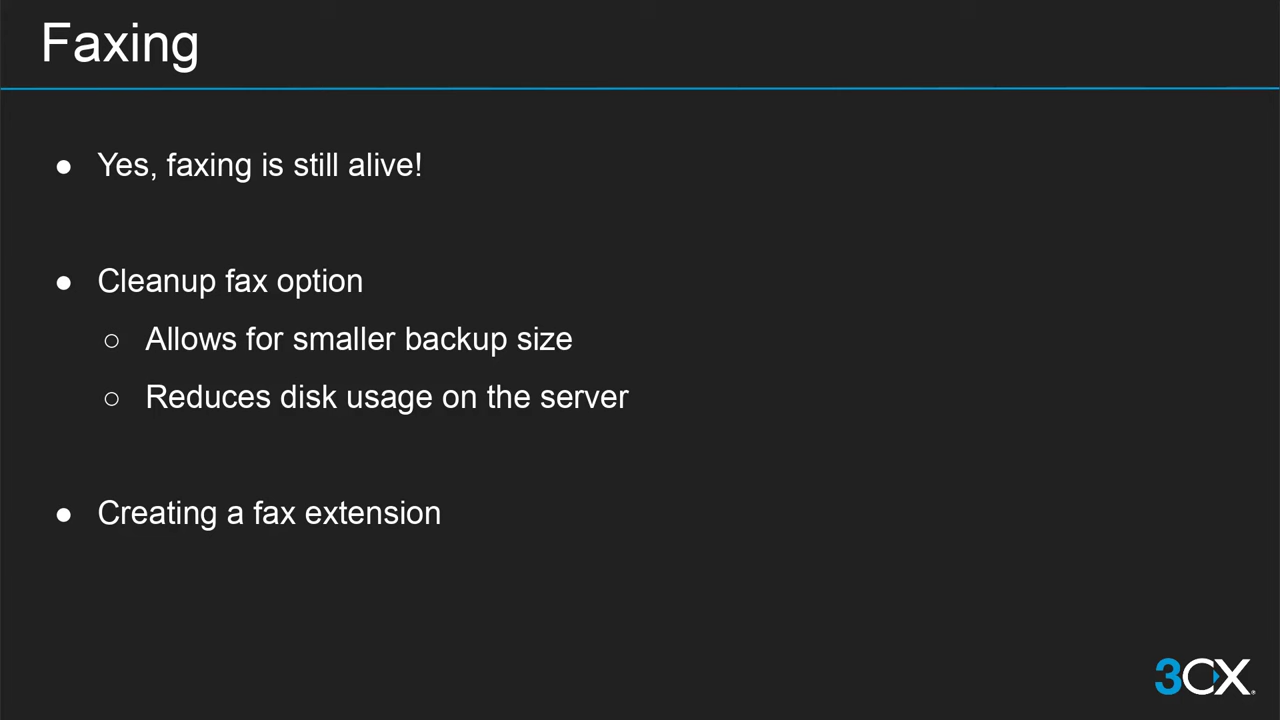 Faxing
● Yes, faxing is still alive!
● Cleanup fax option
○ Allows for smaller backup size
○ Reduces disk usage on the server
● Creating a fax extension
3CX®